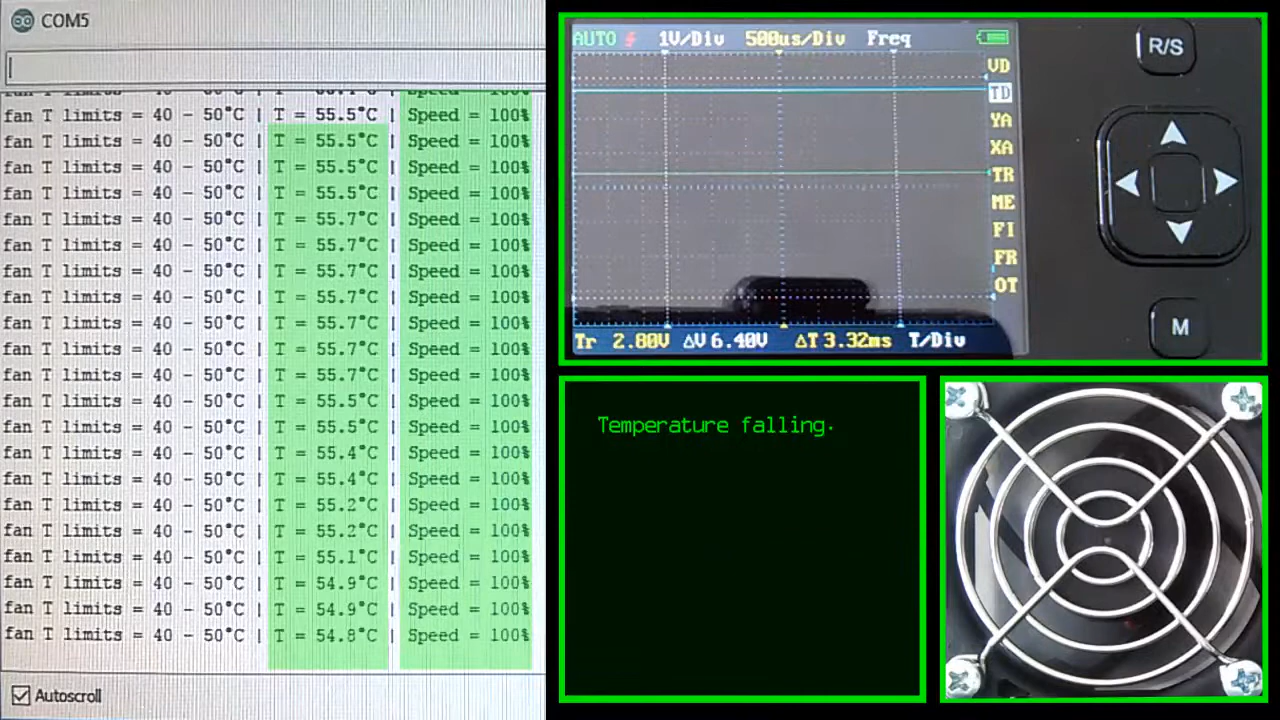 COM5
fan T limits = 40 - 50°C | T = 55.5°C | Speed = 100%
fan T limits = 40 - 50°C | T = 55.5°C | Speed = 100%
fan T limits = 40 - 50°C | T = 55.5°C | Speed = 100%
fan T limits = 40 - 50°C | T = 55.5°C | Speed = 100%
fan T limits = 40 - 50°C | T = 55.7°C | Speed = 100%
fan T limits = 40 - 50°C | T = 55.7°C | Speed = 100%
fan T limits = 40 - 50°C | T = 55.7°C | Speed = 100%
fan T limits = 40 - 50°C | T = 55.7°C | Speed = 100%
fan T limits = 40 - 50°C | T = 55.7°C | Speed = 100%
fan T limits = 40 - 50°C | T = 55.7°C | Speed = 100%
fan T limits = 40 - 50°C | T = 55.7°C | Speed = 100%
fan T limits = 40 - 50°C | T = 55.5°C | Speed = 100%
fan T limits = 40 - 50°C | T = 55.5°C | Speed = 100%
fan T limits = 40 - 50°C | T = 55.4°C | Speed = 100%
fan T limits = 40 - 50°C | T = 55.4°C | Speed = 100%
fan T limits = 40 - 50°C | T = 55.2°C | Speed = 100%
fan T limits = 40 - 50°C | T = 55.2°C | Speed = 100%
fan T limits = 40 - 50°C | T = 55.1°C | Speed = 100%
fan T limits = 40 - 50°C | T = 54.9°C | Speed = 100%
fan T limits = 40 - 50°C | T = 54.9°C | Speed = 100%
fan T limits = 40 - 50°C | T = 54.8°C | Speed = 100%
Autoscroll
AUTO 1V/Div 500us/Div Freq
VD
TD
YA
XA
TR
ME
FI
FR
OT
Tr 2.80V ΔV 6.40V ΔT 3.32ms T/Div
R/S
M
Temperature falling.